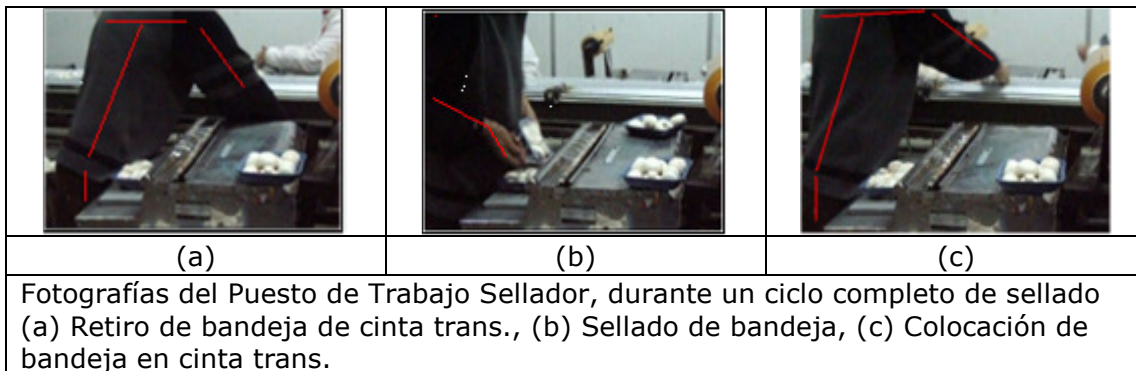 (a) (b) (c)
Fotografías del Puesto de Trabajo Sellador, durante un ciclo completo de sellado
(a) Retiro de bandeja de cinta trans., (b) Sellado de bandeja, (c) Colocación de
bandeja en cinta trans.